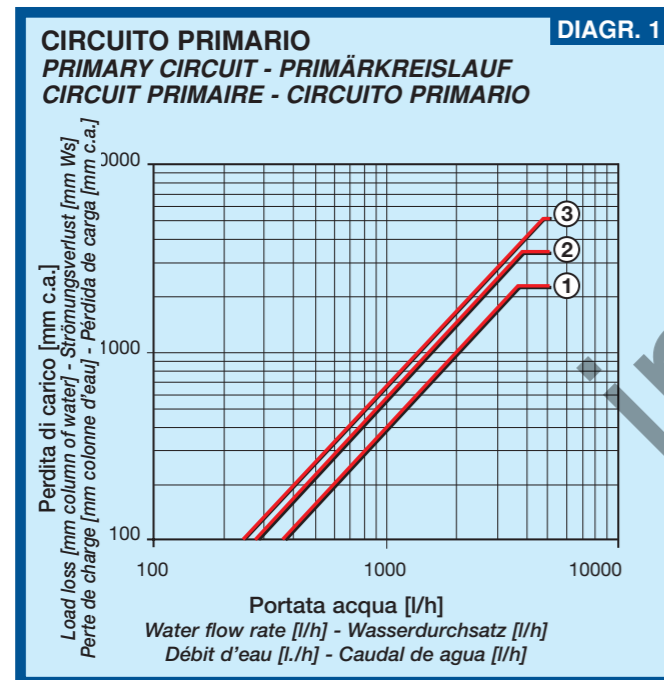 DIAGR. 1
CIRCUITO PRIMARIO
PRIMARY CIRCUIT - PRIMÄRKREISLAUF
CIRCUIT PRIMAIRE - CIRCUITO PRIMARIO
Perdita di carico [mm c.a.]
Load loss [mm column of water] - Strömungsverlust [mm Ws]
Perte de charge [mm colonne d'eau] - Pérdida de carga [mm c.a.]
0000
1000
100
3
2
1
100 1000 10000
Portata acqua [l/h]
Water flow rate [l/h] - Wasserdurchsatz [l/h]
Débit d'eau [l./h] - Caudal de agua [l/h]